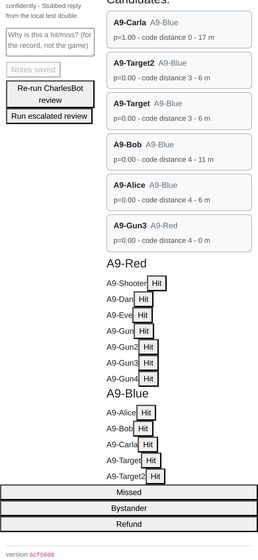 confidently - Stubbed reply
from the local test double.
Why is this a hit/miss? (for
the record, not the game)
Notes saved
Re-run CharlesBot
review
Run escalated review
Candidates:
A9-Carla A9-Blue
p=1.00 - code distance 0 - 17 m
A9-Target2 A9-Blue
p=0.00 - code distance 3 - 6 m
A9-Target A9-Blue
p=0.00 - code distance 3 - 6 m
A9-Bob A9-Blue
p=0.00 - code distance 4 - 11 m
A9-Alice A9-Blue
p=0.00 - code distance 4 - 6 m
A9-Gun3 A9-Red
p=0.00 - code distance 4 - 0 m
A9-Red
A9-Shooter Hit
A9-Dan Hit
A9-Eve Hit
A9-Gun Hit
A9-Gun2 Hit
A9-Gun3 Hit
A9-Gun4 Hit
A9-Blue
A9-Alice Hit
A9-Bob Hit
A9-Carla Hit
A9-Target Hit
A9-Target2 Hit
Missed
Bystander
Refund
version 6cf5608